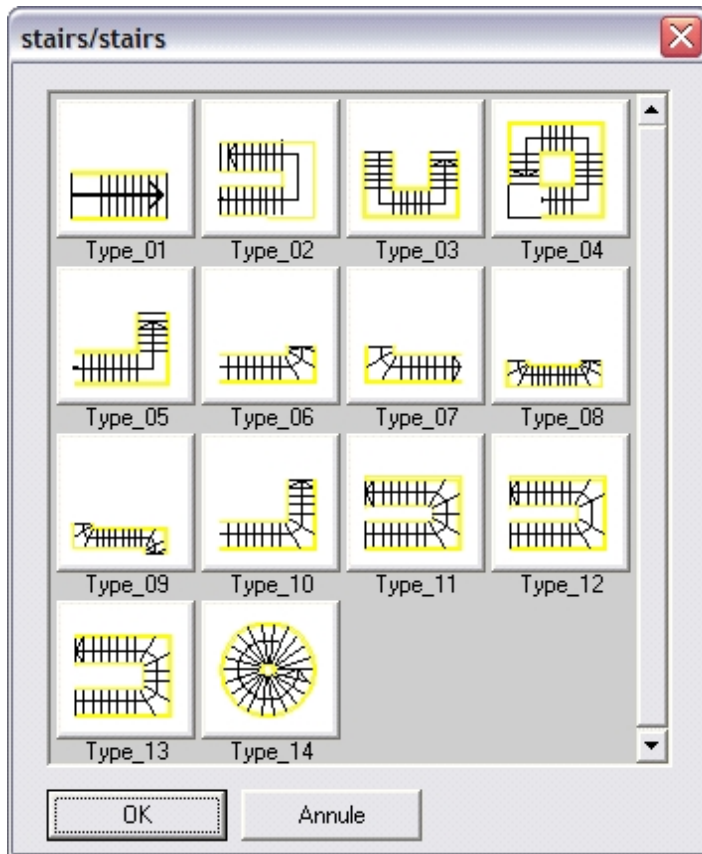 stairs/stairs
Type_01 Type_02 Type_03 Type_04
Type_05 Type_06 Type_07 Type_08
Type_09 Type_10 Type_11 Type_12
Type_13 Type_14
OK Annule